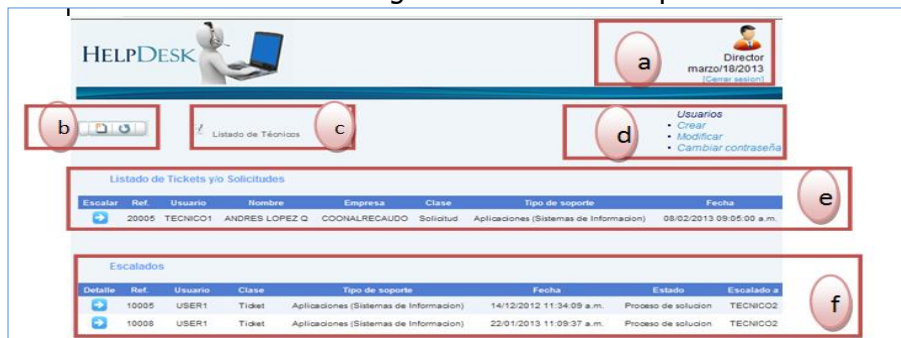 HELPDESK
a
Director
marzo/18/2013
[Cerrar sesion]
b
Listado de Técnicos
c
d
Usuarios
• Crear
• Modificar
• Cambiar contraseña
Listado de Tickets y/o Solicitudes
Escalar Ref. Usuario Nombre Empresa Clase Tipo de soporte Fecha
20005 TECNICO1 ANDRES LOPEZ Q COONALRECAUDO Solicitud Aplicaciones (Sistemas de Informacion) 08/02/2013 09:05:00 a.m.
e
Escalados
Detalle Ref. Usuario Clase Tipo de soporte Fecha Estado Escalado a
10005 USER1 Ticket Aplicaciones (Sistemas de Informacion) 14/12/2012 11:34:09 a.m. Proceso de solucion TECNICO2
10008 USER1 Ticket Aplicaciones (Sistemas de Informacion) 22/01/2013 11:09:37 a.m. Proceso de solucion TECNICO2
f